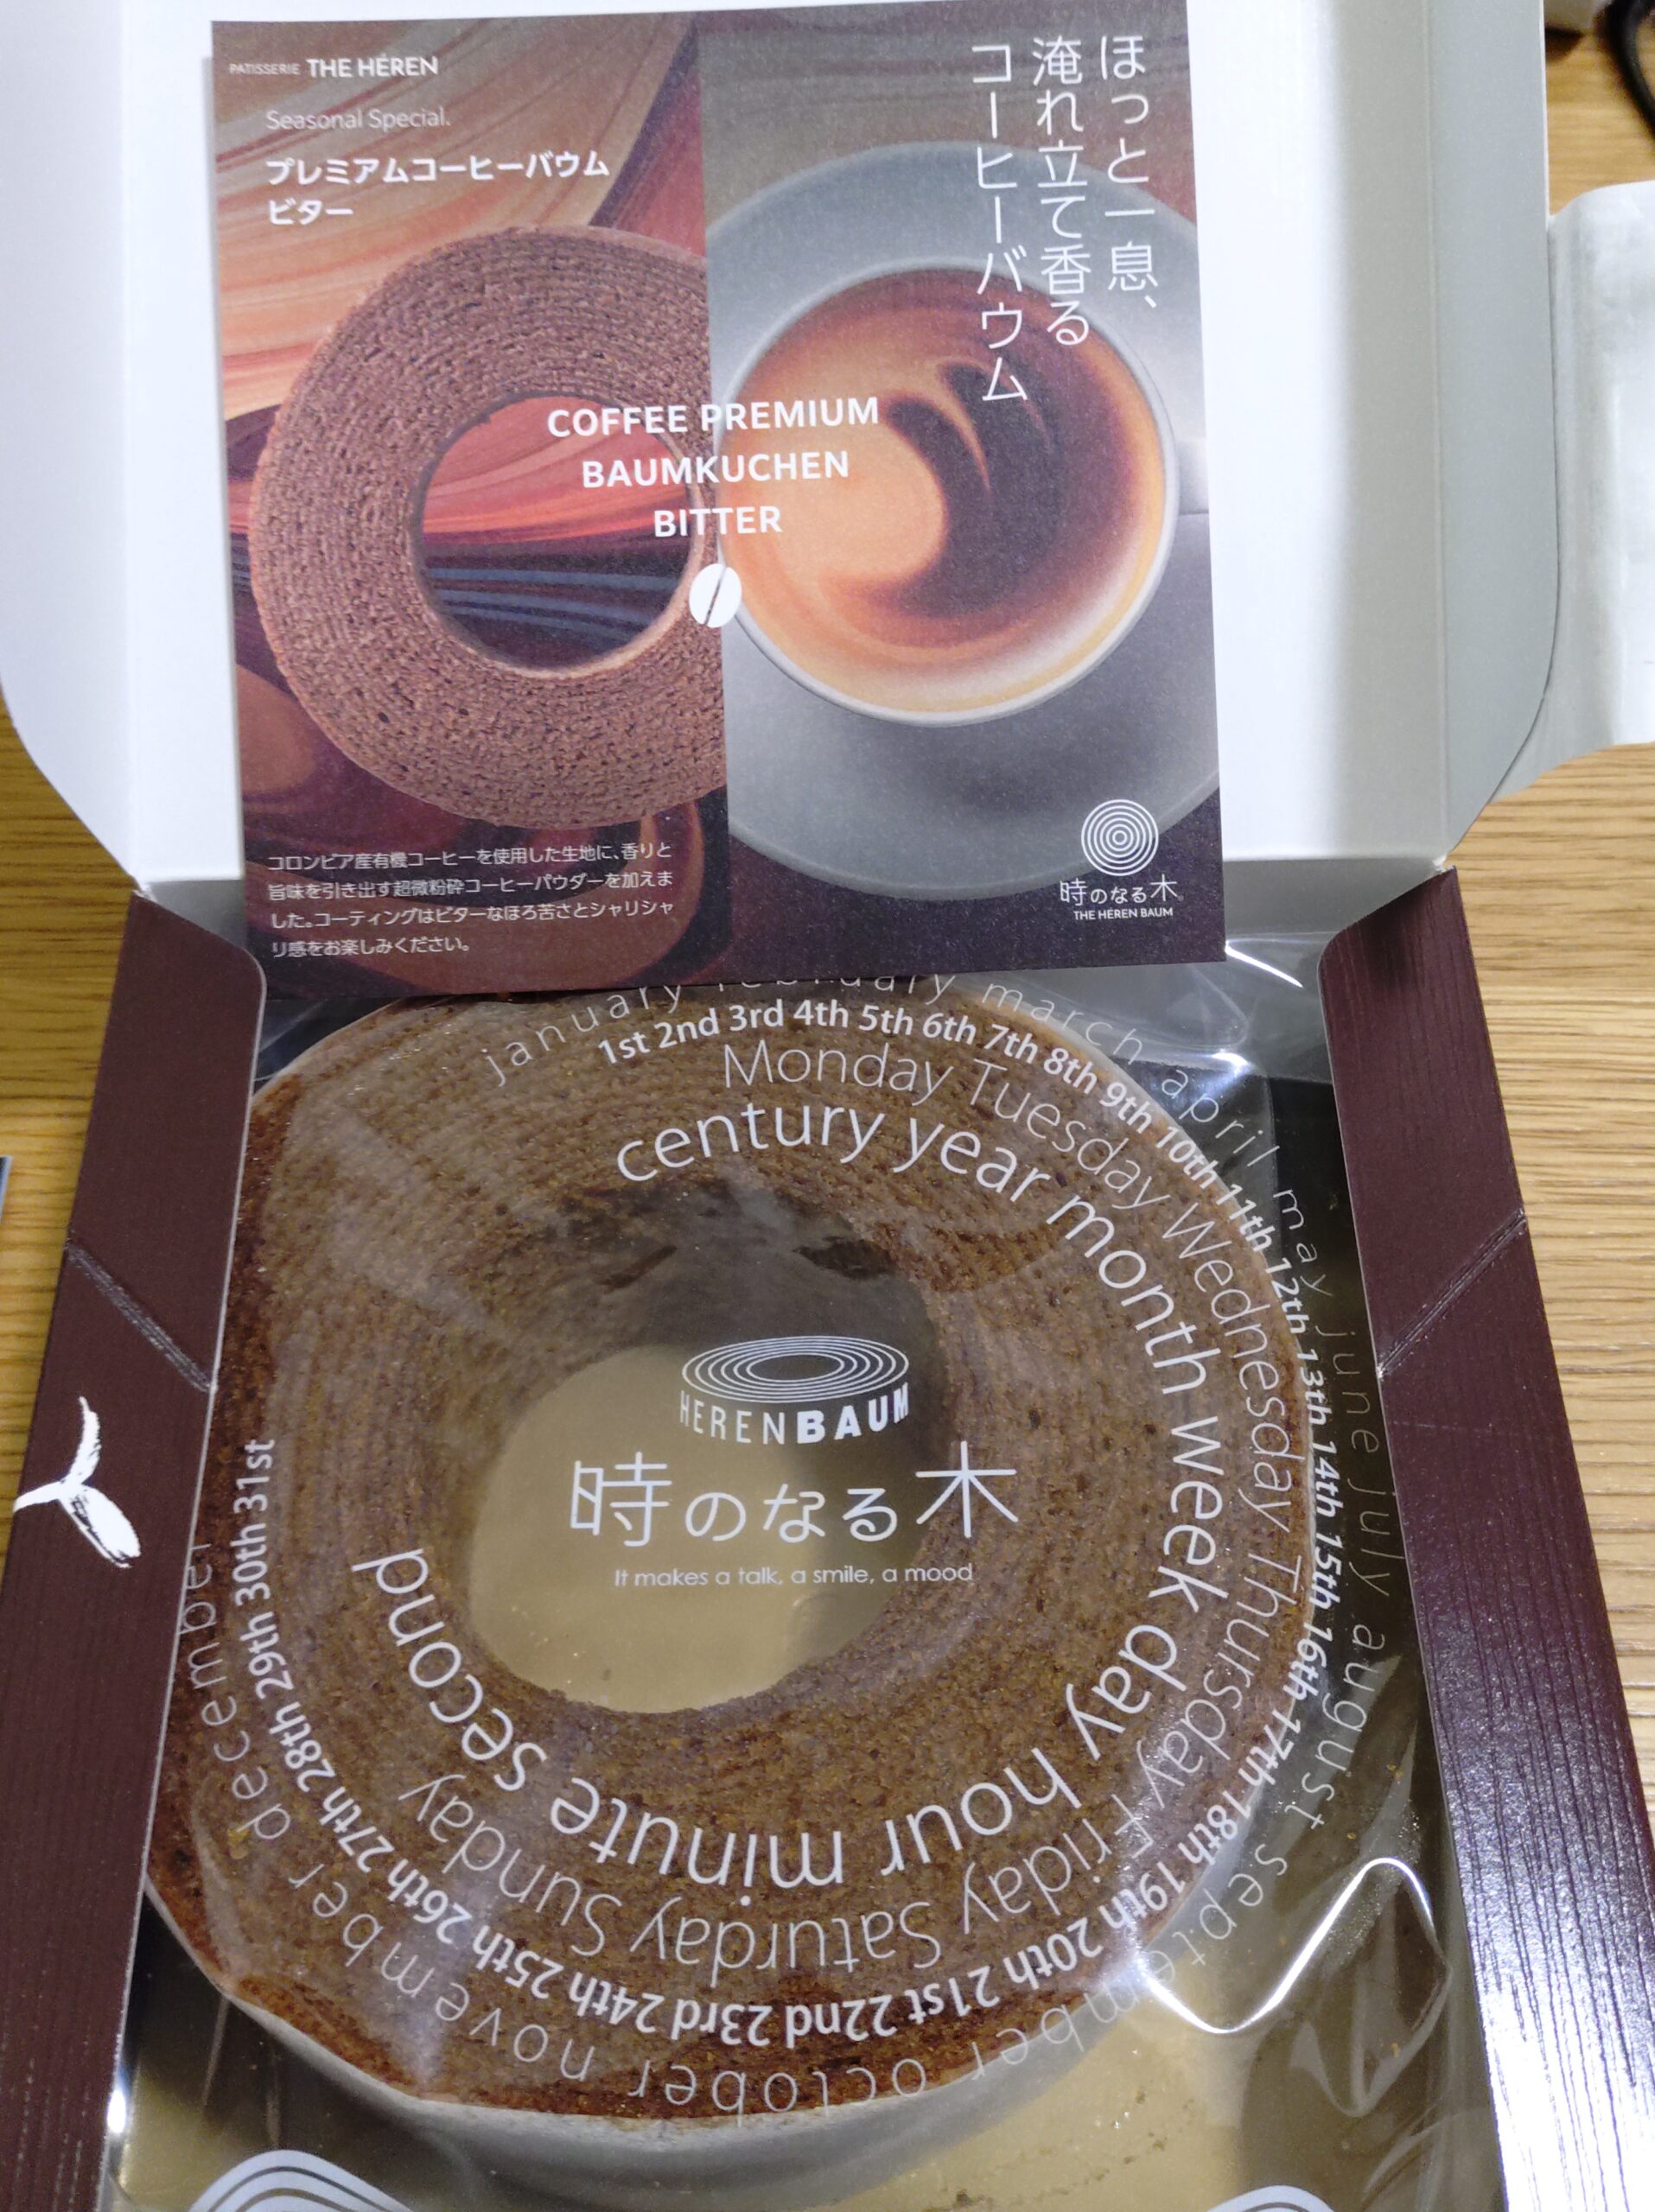 PATISSERIE THE HÉREN
Seasonal Special.
プレミアムコーヒーバウム
ビター
ほっと一息、
淹れ立て香る
コーヒーバウム
COFFEE PREMIUM
BAUMKUCHEN
BITTER
コロンビア産有機コーヒーを使用した生地に、香りと
旨味を引き出す超微粉砕コーヒーパウダーを加えま
した。コーティングはビターなほろ苦さとシャリシャ
リ感をお楽しみください。
時のなる木
THE HÉREN BAUM
january february march april may june july august september october november december
1st 2nd 3rd 4th 5th 6th 7th 8th 9th 10th 11th 12th 13th 14th 15th 16th 17th 18th 19th 20th 21st 22nd 23rd 24th 25th 26th 27th 28th 29th 30th 31st
Monday Tuesday Wednesday Thursday Friday Saturday Sunday
century year month week day hour minute second
HERENBAUM
時のなる木
It makes a talk, a smile, a mood